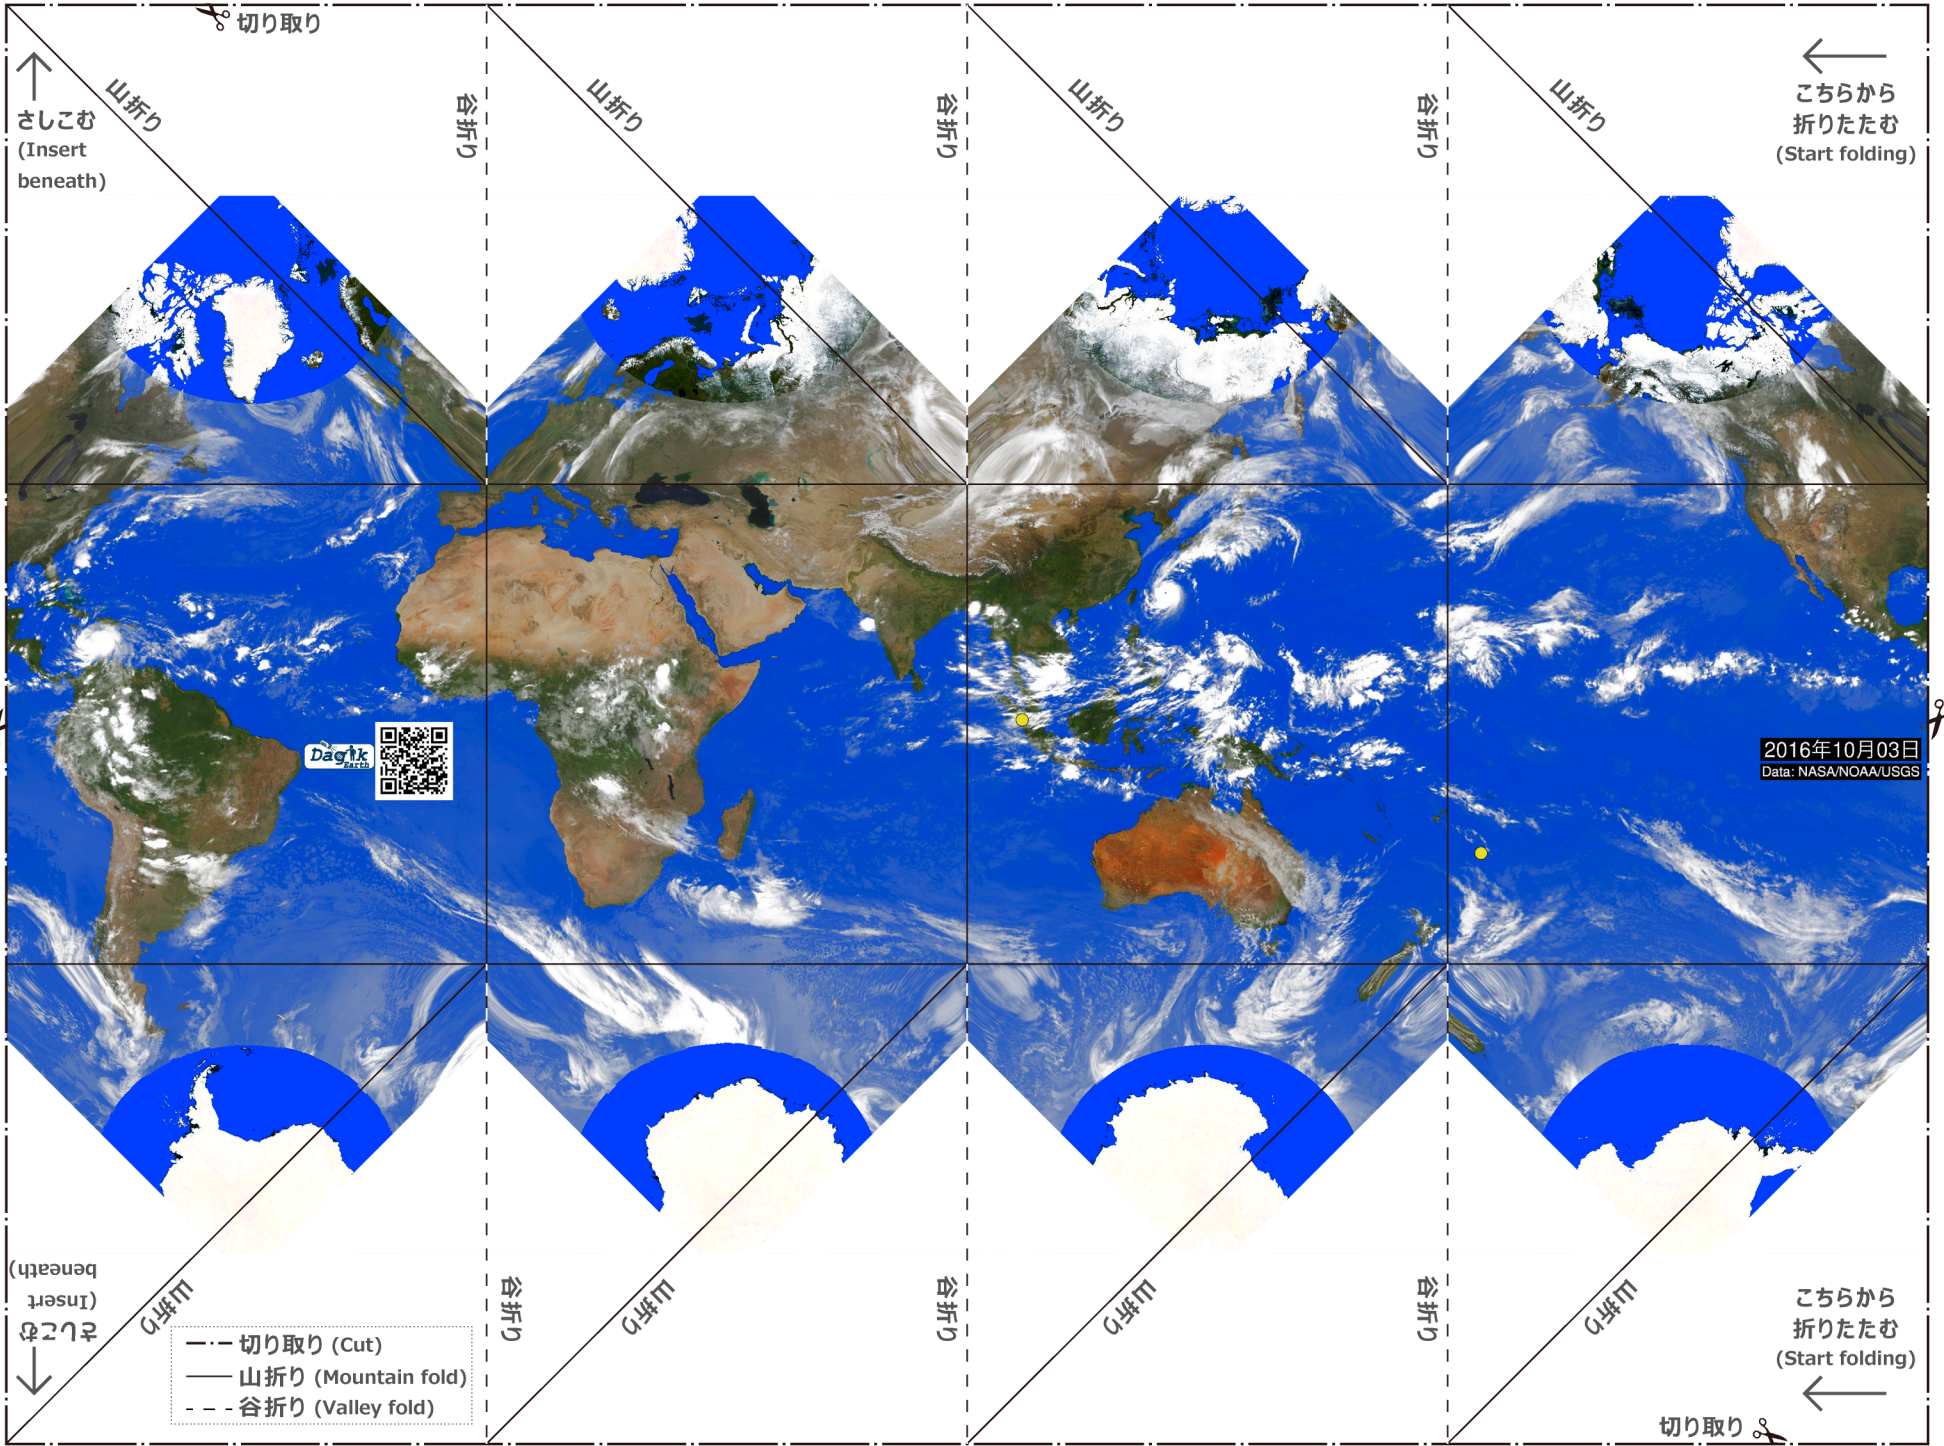 切り取り
山折り
谷折り
山折り
谷折り
山折り
谷折り
山折り
さしこむ
(Insert
beneath)
こちらから
折りたたむ
(Start folding)
Dagik
Earth
2016年10月03日
Data: NASA/NOAA/USGS
さしこむ
(Insert
beneath)
山折り
谷折り
山折り
谷折り
山折り
谷折り
山折り
こちらから
折りたたむ
(Start folding)
切り取り (Cut)
山折り (Mountain fold)
谷折り (Valley fold)
切り取り